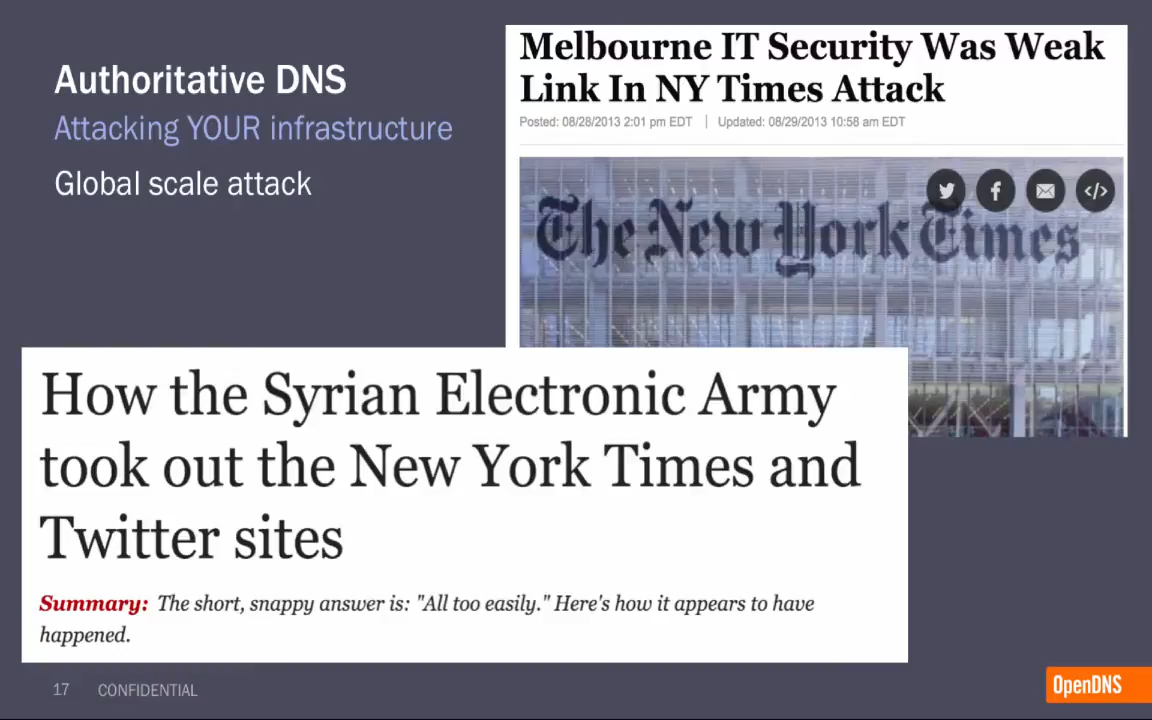 Authoritative DNS
Attacking YOUR infrastructure
Global scale attack
Melbourne IT Security Was Weak
Link In NY Times Attack
Posted: 08/28/2013 2:01 pm EDT | Updated: 08/29/2013 10:58 am EDT
The New York Times
How the Syrian Electronic Army
took out the New York Times and
Twitter sites
Summary: The short, snappy answer is: "All too easily." Here's how it appears to have
happened.
17 CONFIDENTIAL
OpenDNS